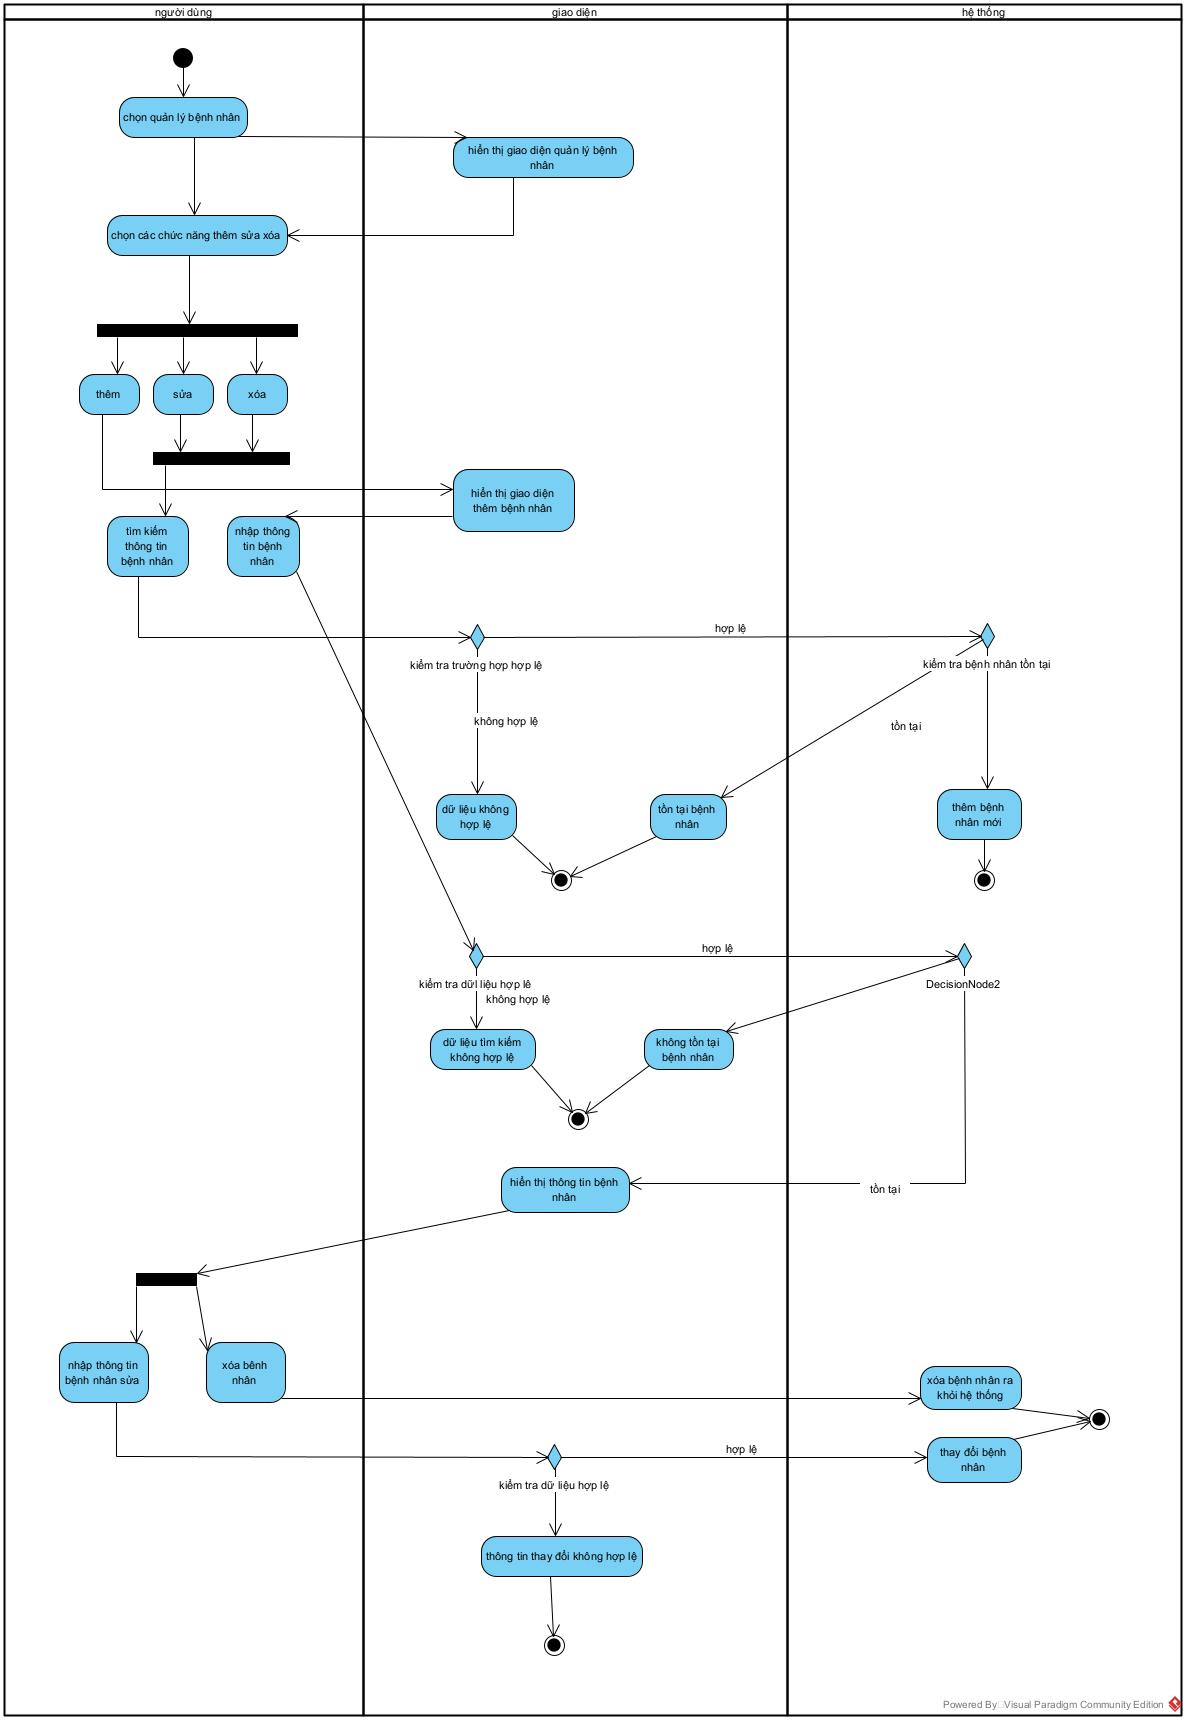 người dùng
giao diện
hệ thống
chọn quản lý bệnh nhân
hiển thị giao diện quản lý bệnh
nhân
chọn các chức năng thêm sửa xóa
thêm
sửa
xóa
hiển thị giao diện
thêm bệnh nhân
tìm kiếm
thông tin
bệnh nhân
nhập thông
tin bệnh
nhân
hợp lệ
kiểm tra trường hợp hợp lệ
kiểm tra bệnh nhân tồn tại
không hợp lệ
tồn tại
dữ liệu không
hợp lệ
tồn tại bệnh
nhân
thêm bệnh
nhân mới
hợp lệ
kiểm tra dữl liệu hợp lê
không hợp lệ
DecisionNode2
dữ liệu tìm kiếm
không hợp lệ
không tồn tại
bệnh nhân
hiển thị thông tin bệnh
nhân
tồn tại
nhập thông tin
bệnh nhân sửa
xóa bênh
nhân
xóa bệnh nhân ra
khỏi hệ thống
hợp lệ
thay đổi bệnh
nhân
kiểm tra dữ liệu hợp lệ
thông tin thay đổi không hợp lệ
Powered By Visual Paradigm Community Edition